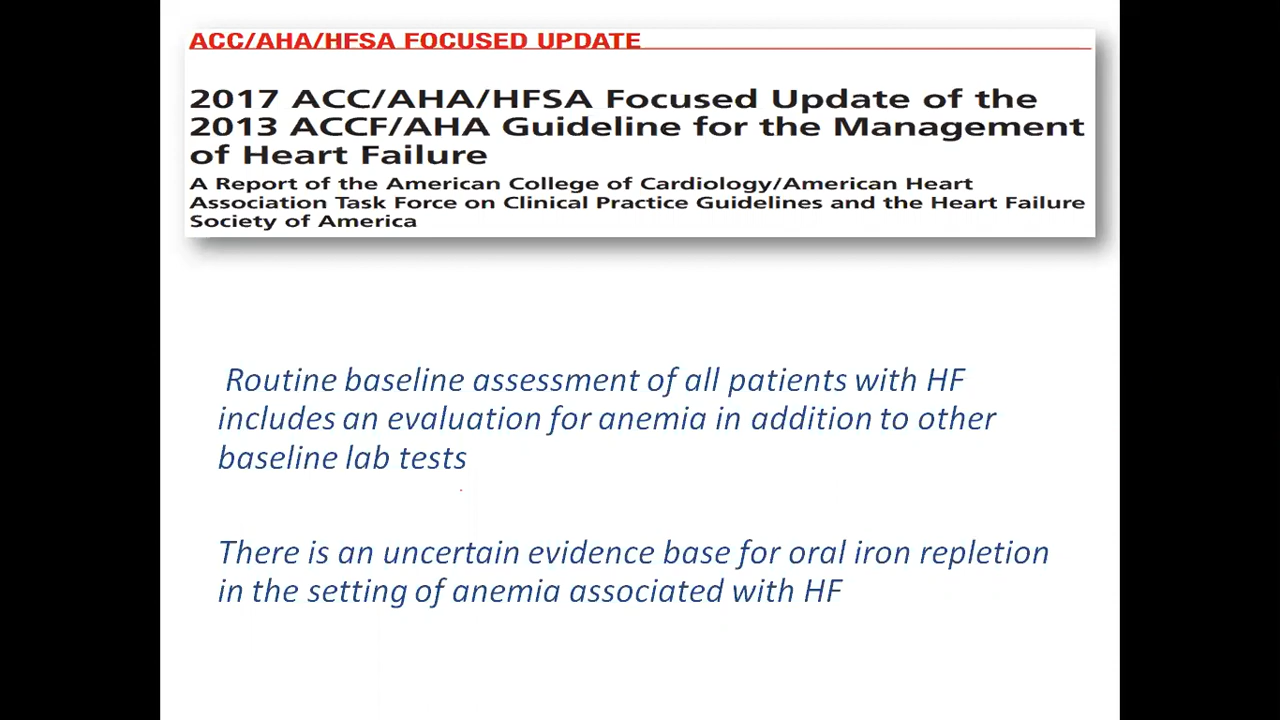 ACC/AHA/HFSA FOCUSED UPDATE
2017 ACC/AHA/HFSA Focused Update of the
2013 ACCF/AHA Guideline for the Management
of Heart Failure
A Report of the American College of Cardiology/American Heart
Association Task Force on Clinical Practice Guidelines and the Heart Failure
Society of America
Routine baseline assessment of all patients with HF
includes an evaluation for anemia in addition to other
baseline lab tests
There is an uncertain evidence base for oral iron repletion
in the setting of anemia associated with HF